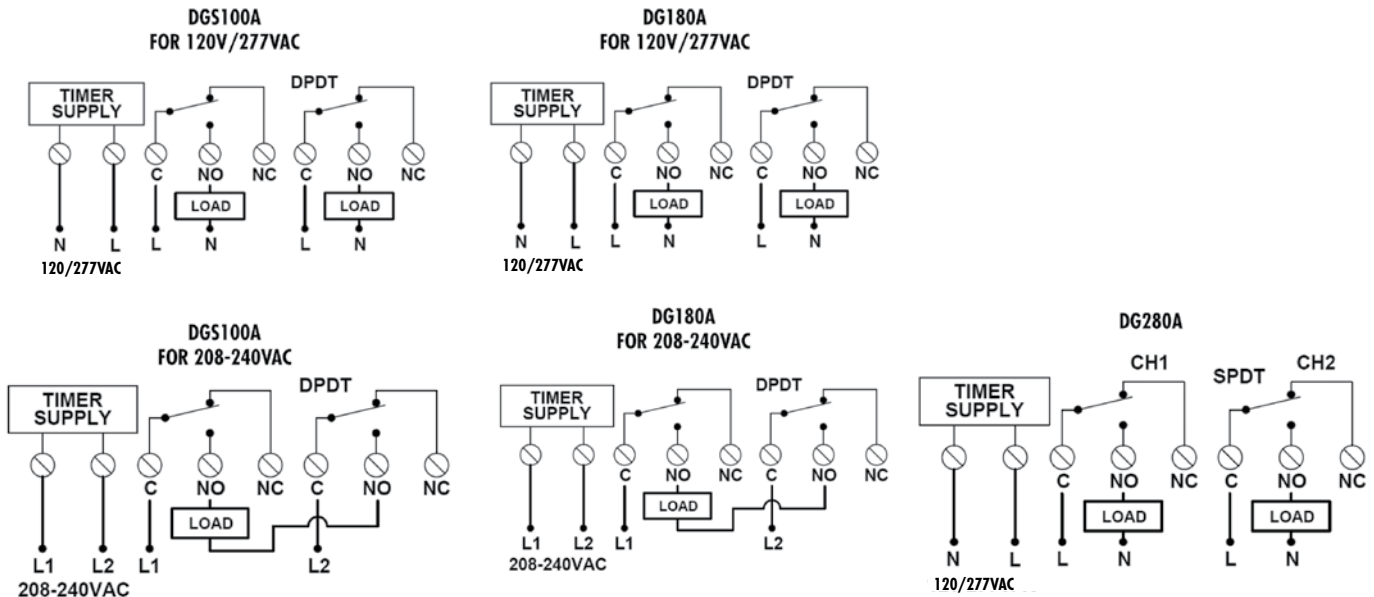 DGS100A
FOR 120V/277VAC
TIMER
SUPPLY
DPDT
C
NO
NC
C
NO
NC
LOAD
LOAD
N
L
L
N
L
N
120/277VAC
DG180A
FOR 120V/277VAC
TIMER
SUPPLY
DPDT
C
NO
NC
C
NO
NC
LOAD
LOAD
N
L
L
N
L
N
120/277VAC
DGS100A
FOR 208-240VAC
TIMER
SUPPLY
DPDT
C
NO
NC
C
NO
NC
LOAD
L1
L2
L1
L2
208-240VAC
DG180A
FOR 208-240VAC
TIMER
SUPPLY
DPDT
C
NO
NC
C
NO
NC
LOAD
L1
L2
L1
L2
208-240VAC
DG280A
TIMER
SUPPLY
CH1
SPDT
CH2
C
NO
NC
C
NO
NC
LOAD
LOAD
N
L
L
N
L
N
120/277VAC